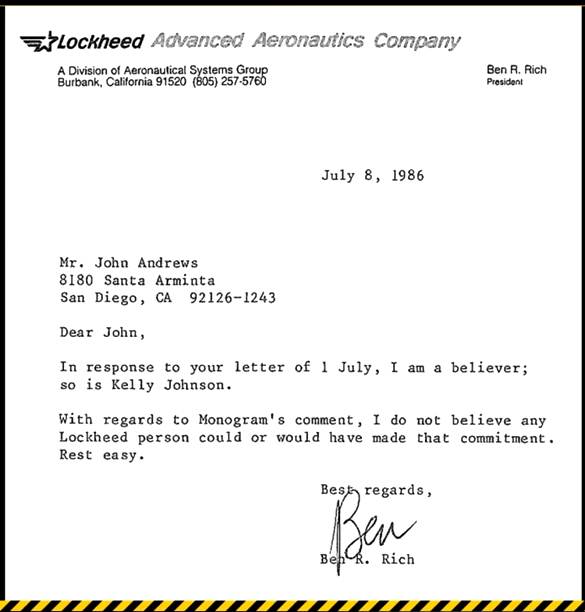 Lockheed Advanced Aeronautics Company
A Division of Aeronautical Systems Group
Burbank, California 91520 (805) 257-5760
Ben R. Rich
President
July 8, 1986
Mr. John Andrews
8180 Santa Arminta
San Diego, CA 92126-1243
Dear John,
In response to your letter of 1 July, I am a believer;
so is Kelly Johnson.
With regards to Monogram's comment, I do not believe any
Lockheed person could or would have made that commitment.
Rest easy.
Best regards,
Ben
Ben R. Rich